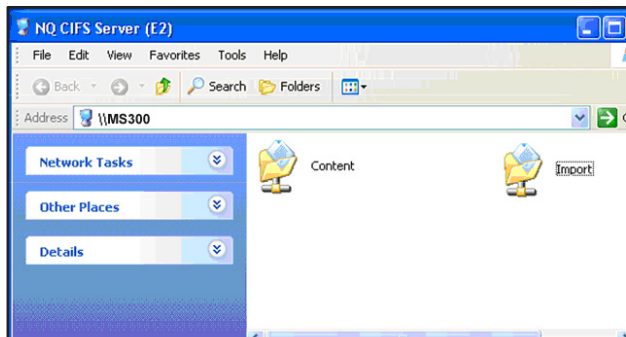 NQ CIFS Server (E2)
File Edit View Favorites Tools Help
Back Search Folders
Address \\MS300
Network Tasks
Content
Import
Other Places
Details